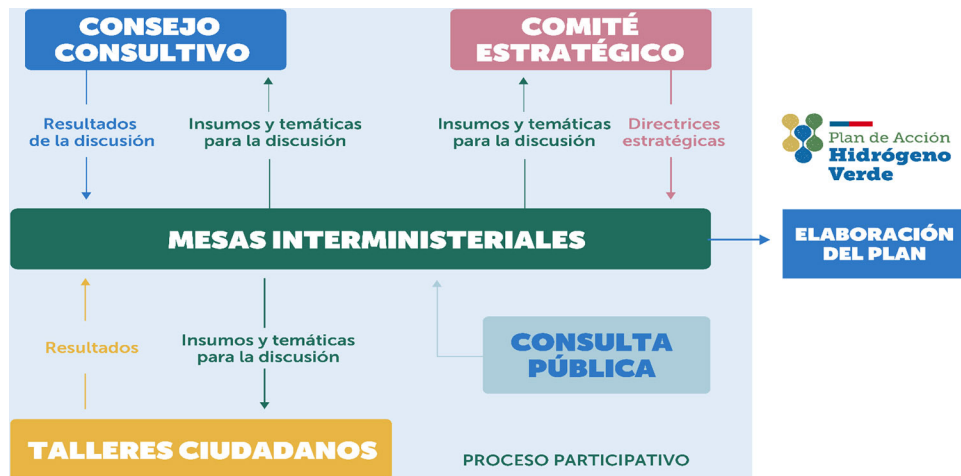 CONSEJO
CONSULTIVO
COMITÉ
ESTRATÉGICO
Resultados
de la discusión
Insumos y temáticas
para la discusión
Insumos y temáticas
para la discusión
Directrices
estratégicas
Plan de Acción
Hidrógeno
Verde
MESAS INTERMINISTERIALES
ELABORACIÓN
DEL PLAN
Resultados
Insumos y temáticas
para la discusión
CONSULTA
PÚBLICA
TALLERES CIUDADANOS
PROCESO PARTICIPATIVO